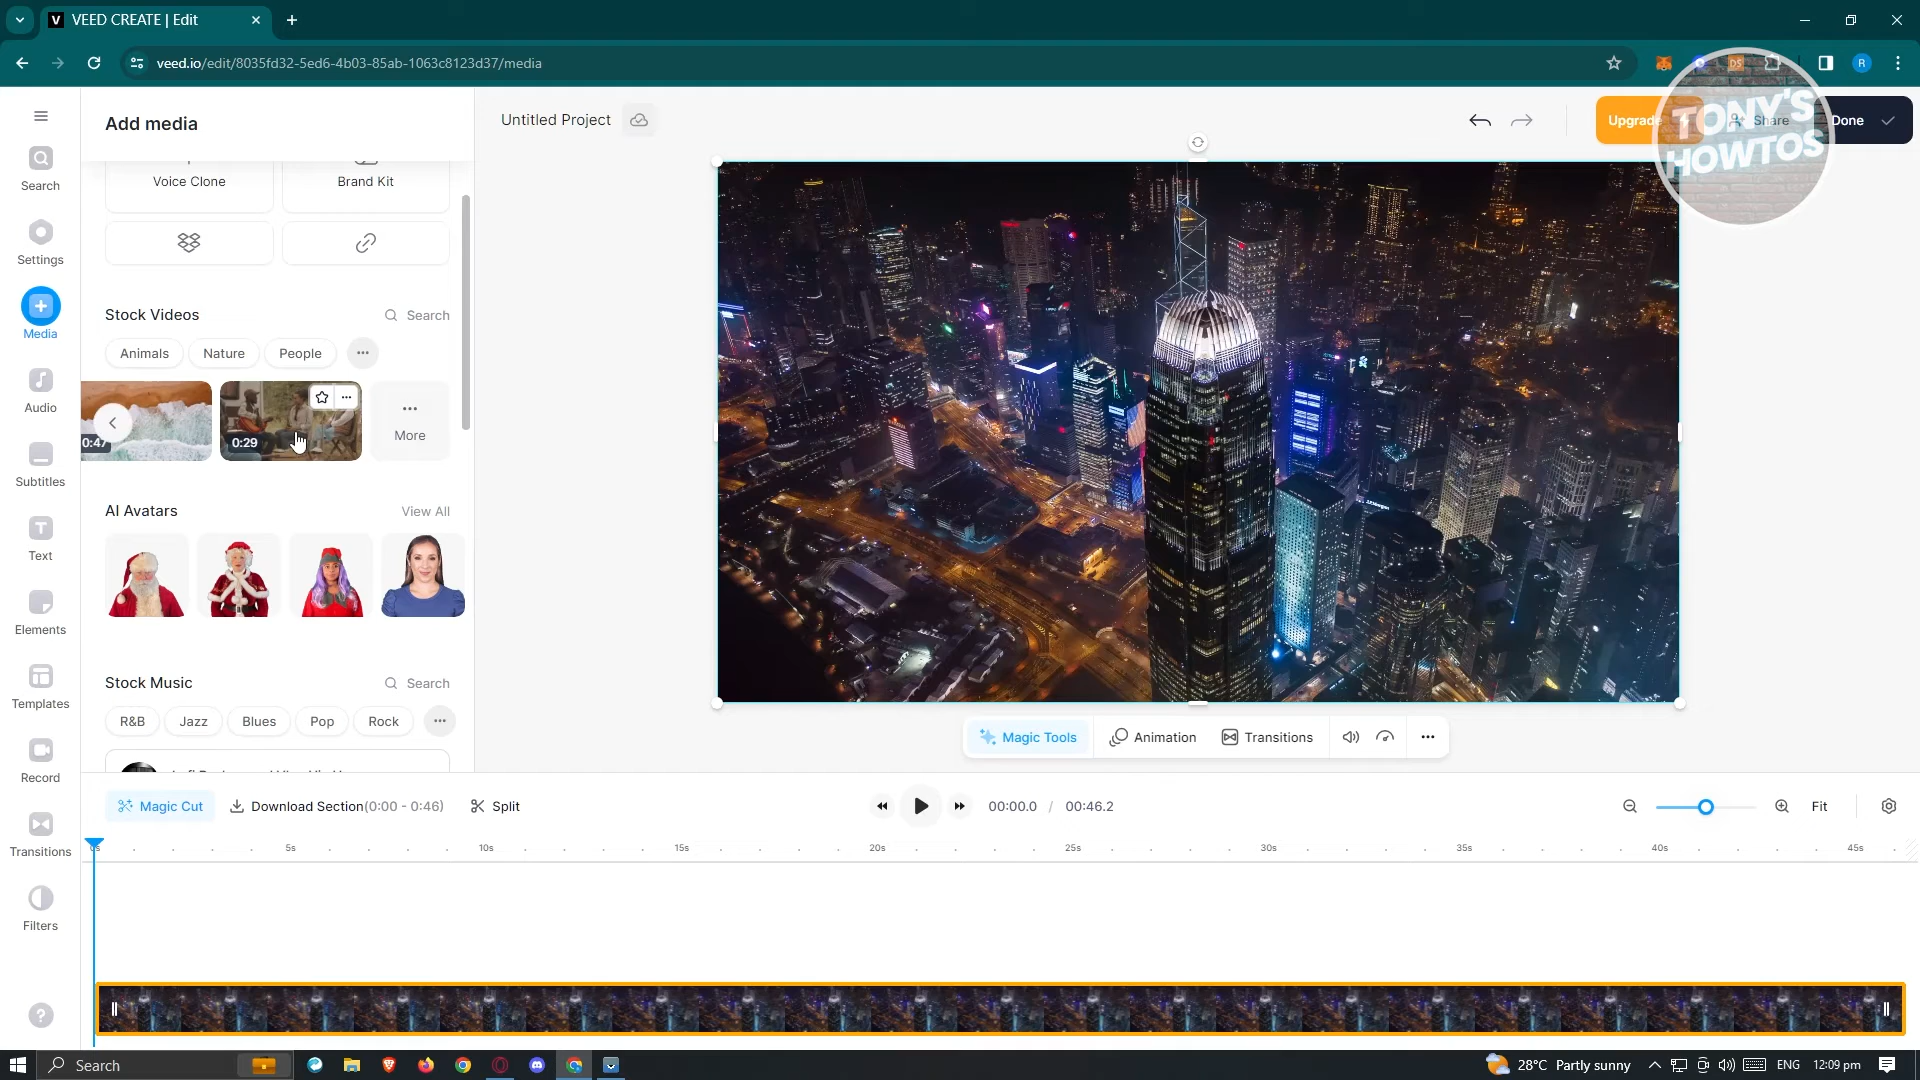 VEED CREATE | Edit
veed.io/edit/8035fd32-5ed6-4b03-85ab-1063c8123d37/media
DS
R
TONY'S
HOWTOS
Add media
Untitled Project
Upgrade
Share
Done
Search
Settings
Media
Audio
Subtitles
Text
Elements
Templates
Record
Transitions
Filters
Voice Clone
Brand Kit
Stock Videos
Search
Animals
Nature
People
0:47
0:29
More
AI Avatars
View All
Stock Music
Search
R&B
Jazz
Blues
Pop
Rock
Magic Tools
Animation
Transitions
Magic Cut
Download Section(0:00 - 0:46)
Split
00:00.0 / 00:46.2
Fit
5s
10s
15s
20s
25s
30s
35s
40s
45s
Search
28°C Partly sunny
ENG
12:09 pm